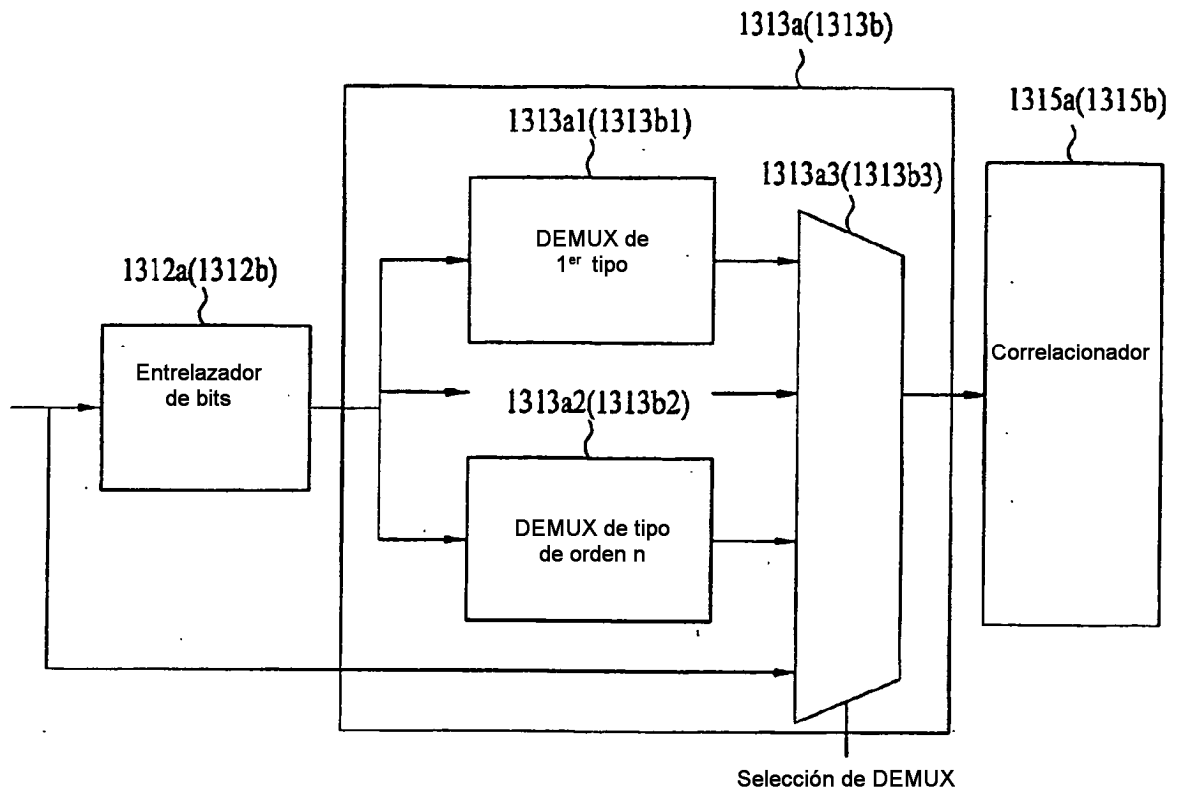 1313a(1313b)
1315a(1315b)
1313a1(1313b1)
1313a3(1313b3)
DEMUX de
1er tipo
1312a(1312b)
Entrelazador
de bits
Correlacionador
1313a2(1313b2)
DEMUX de tipo
de orden n
Selección de DEMUX